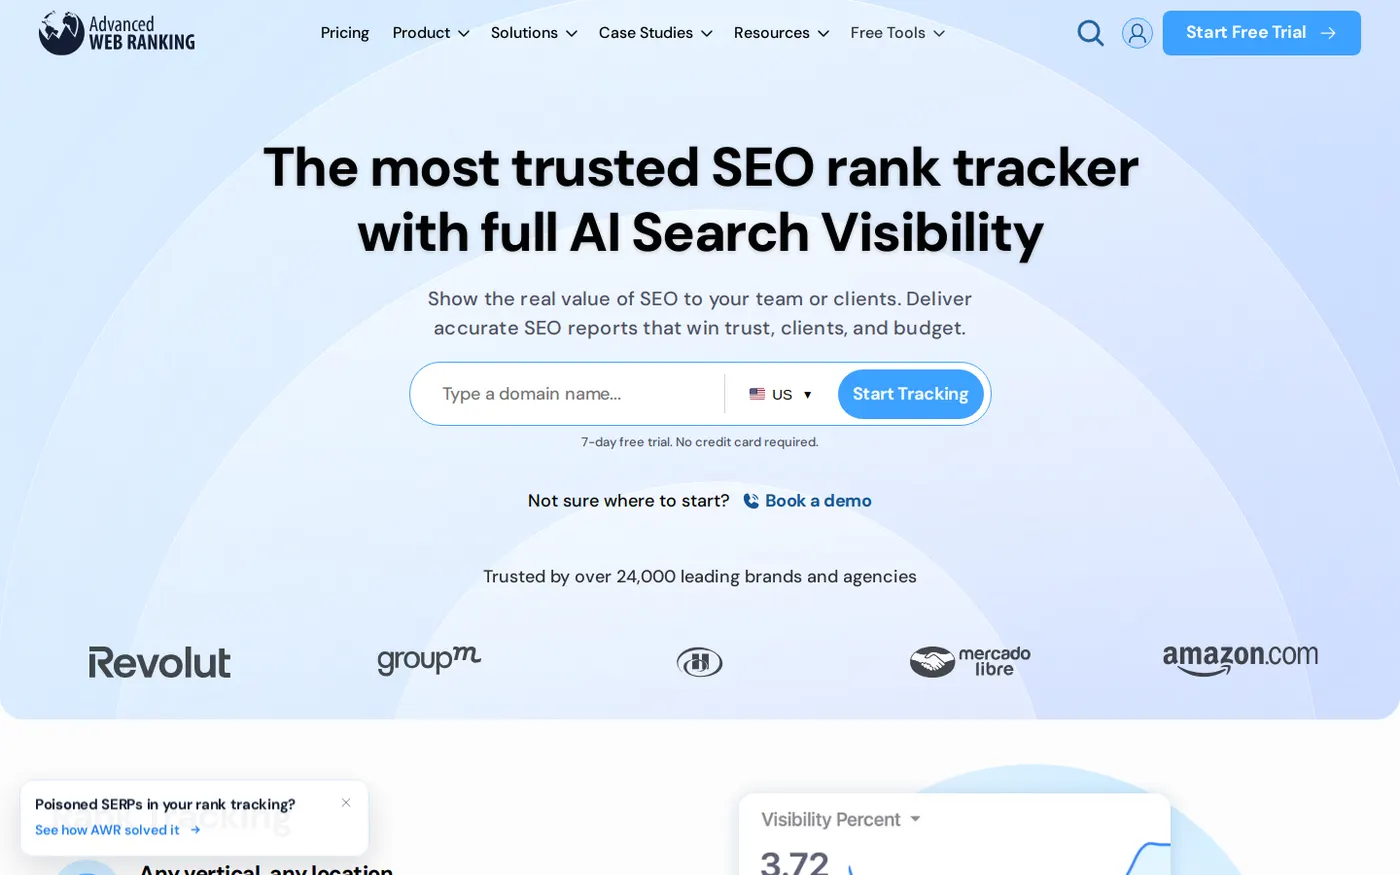 Advanced
WEB RANKING
Pricing
Product
Solutions
Case Studies
Resources
Free Tools
Start Free Trial
The most trusted SEO rank tracker
with full AI Search Visibility
Show the real value of SEO to your team or clients. Deliver
accurate SEO reports that win trust, clients, and budget.
Type a domain name...
US
Start Tracking
7-day free trial. No credit card required.
Not sure where to start?
Book a demo
Trusted by over 24,000 leading brands and agencies
Revolut
groupm
H
mercado
libre
amazon.com
Poisoned SERPs in your rank tracking?
See how AWR solved it
Rank Tracking
Any vertical, any location
Visibility Percent
3.72